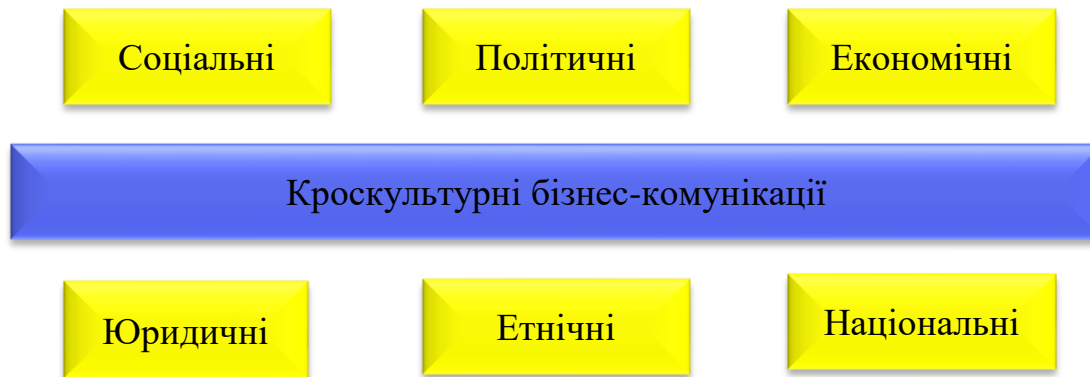 Соціальні
Політичні
Економічні
Кроскультурні бізнес-комунікації
Юридичні
Етнічні
Національні